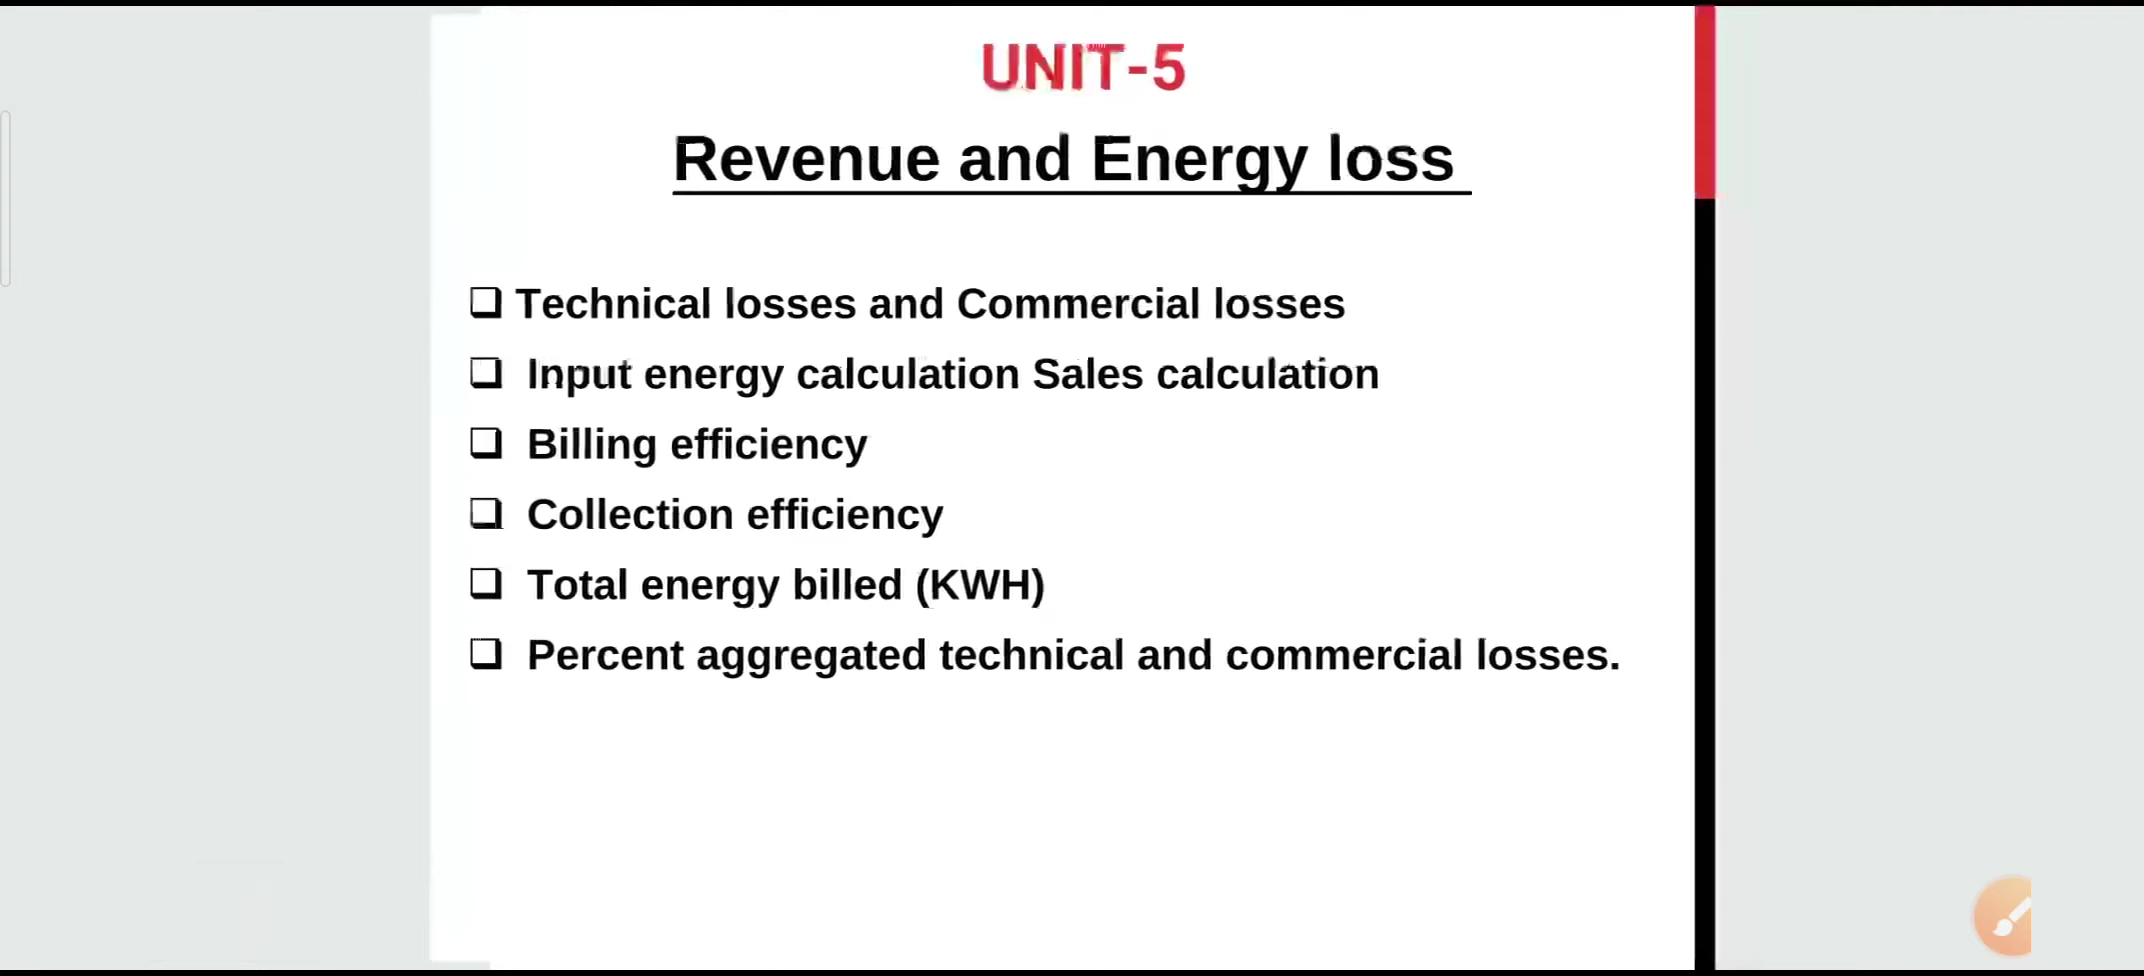 UNIT-5
Revenue and Energy loss
Technical losses and Commercial losses
Input energy calculation Sales calculation
Billing efficiency
Collection efficiency
Total energy billed (KWH)
Percent aggregated technical and commercial losses.